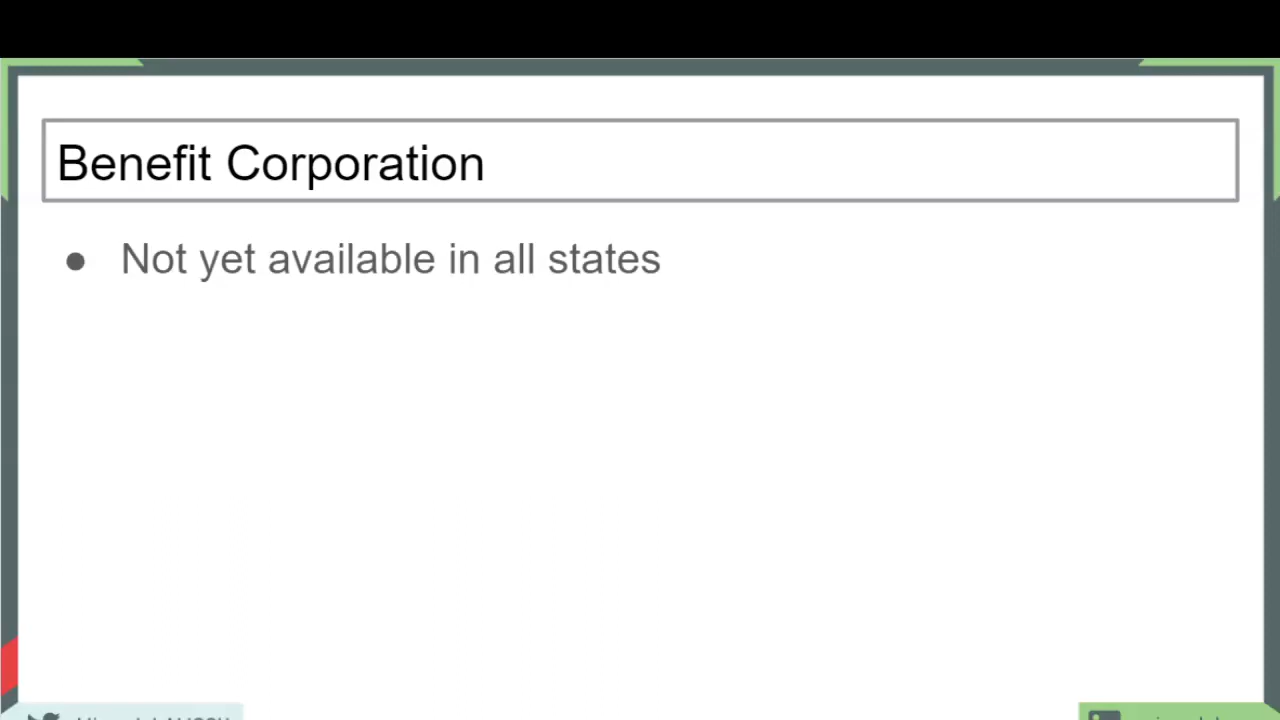 Benefit Corporation
● Not yet available in all states